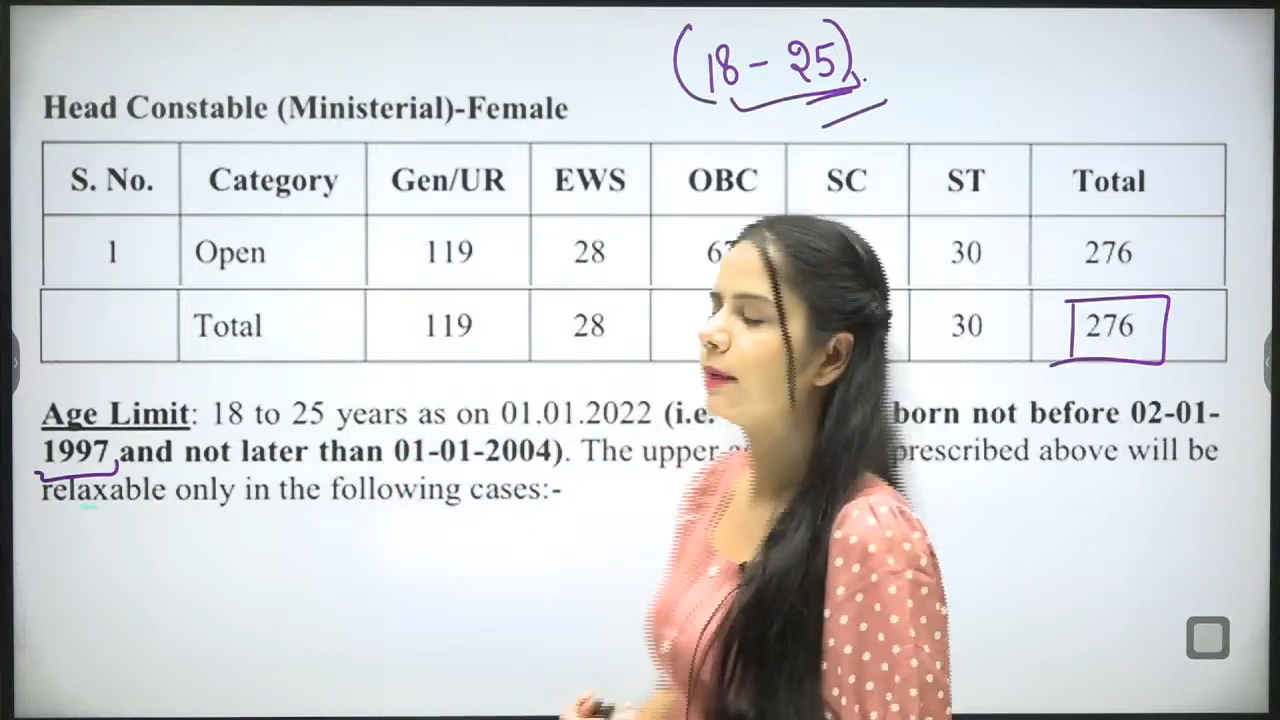 (18 - 25)
Head Constable (Ministerial)-Female
S. No. Category Gen/UR EWS OBC SC ST Total
1 Open 119 28 30 276
Total 119 28 30 276
Age Limit: 18 to 25 years as on 01.01.2022 (i.e. born not before 02-01-
1997 and not later than 01-01-2004). The upper prescribed above will be
relaxable only in the following cases:-